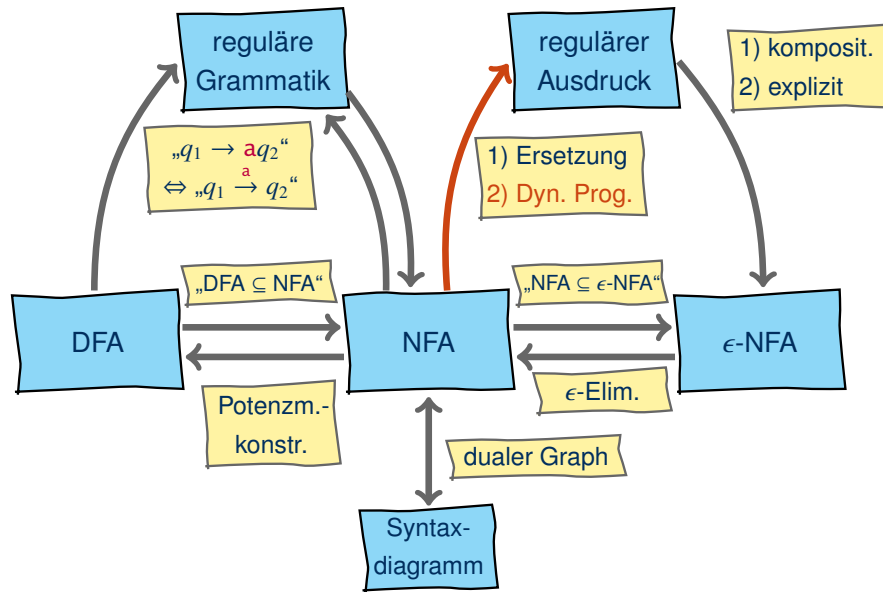 reguläre
Grammatik
regulärer
Ausdruck
1) komposit.
2) explizit
„q₁ → aq₂“
a
⇔ „q₁ → q₂“
1) Ersetzung
2) Dyn. Prog.
„DFA ⊆ NFA“
„NFA ⊆ ϵ-NFA“
DFA
NFA
ϵ-NFA
Potenzm.-
konstr.
ϵ-Elim.
dualer Graph
Syntax-
diagramm